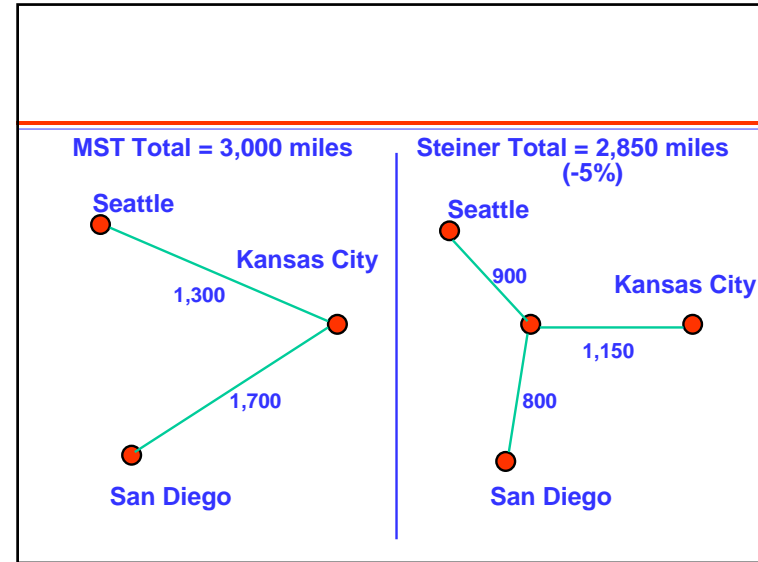 MST Total = 3,000 miles
Seattle
Kansas City
1,300
1,700
San Diego
Steiner Total = 2,850 miles
(-5%)
Seattle
900
Kansas City
1,150
800
San Diego